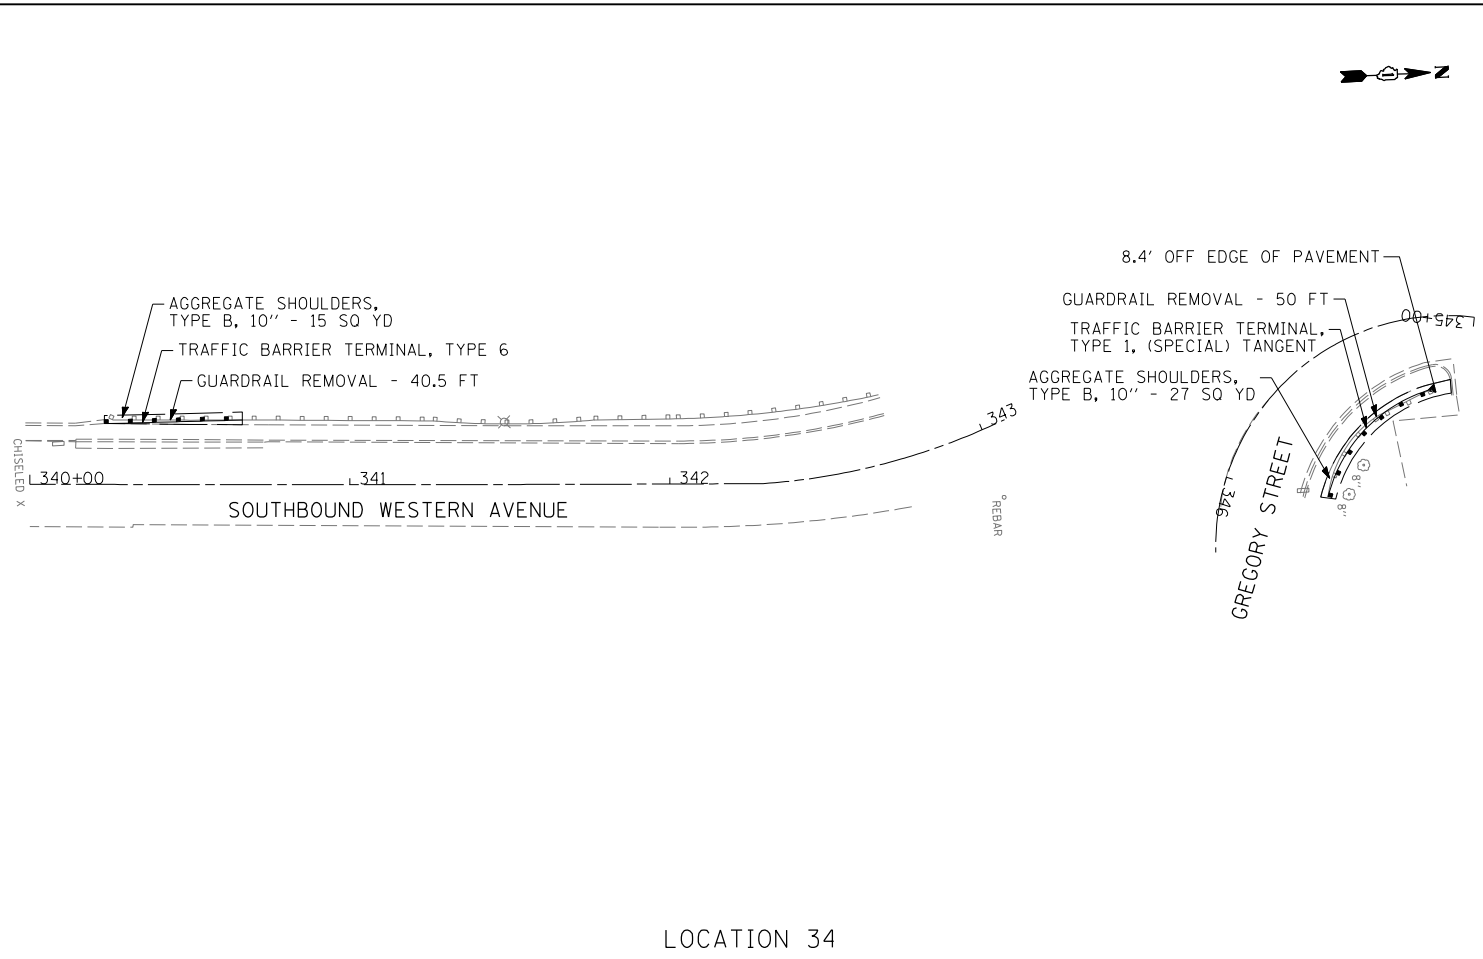 N
8.4' OFF EDGE OF PAVEMENT
GUARDRAIL REMOVAL - 50 FT
TRAFFIC BARRIER TERMINAL,
TYPE 1, (SPECIAL) TANGENT
AGGREGATE SHOULDERS,
TYPE B, 10'' - 27 SQ YD
345+00
346
GREGORY STREET
8''
8''
AGGREGATE SHOULDERS,
TYPE B, 10'' - 15 SQ YD
TRAFFIC BARRIER TERMINAL, TYPE 6
GUARDRAIL REMOVAL - 40.5 FT
CHISELED X
340+00
341
342
343
SOUTHBOUND WESTERN AVENUE
REBAR
LOCATION 34